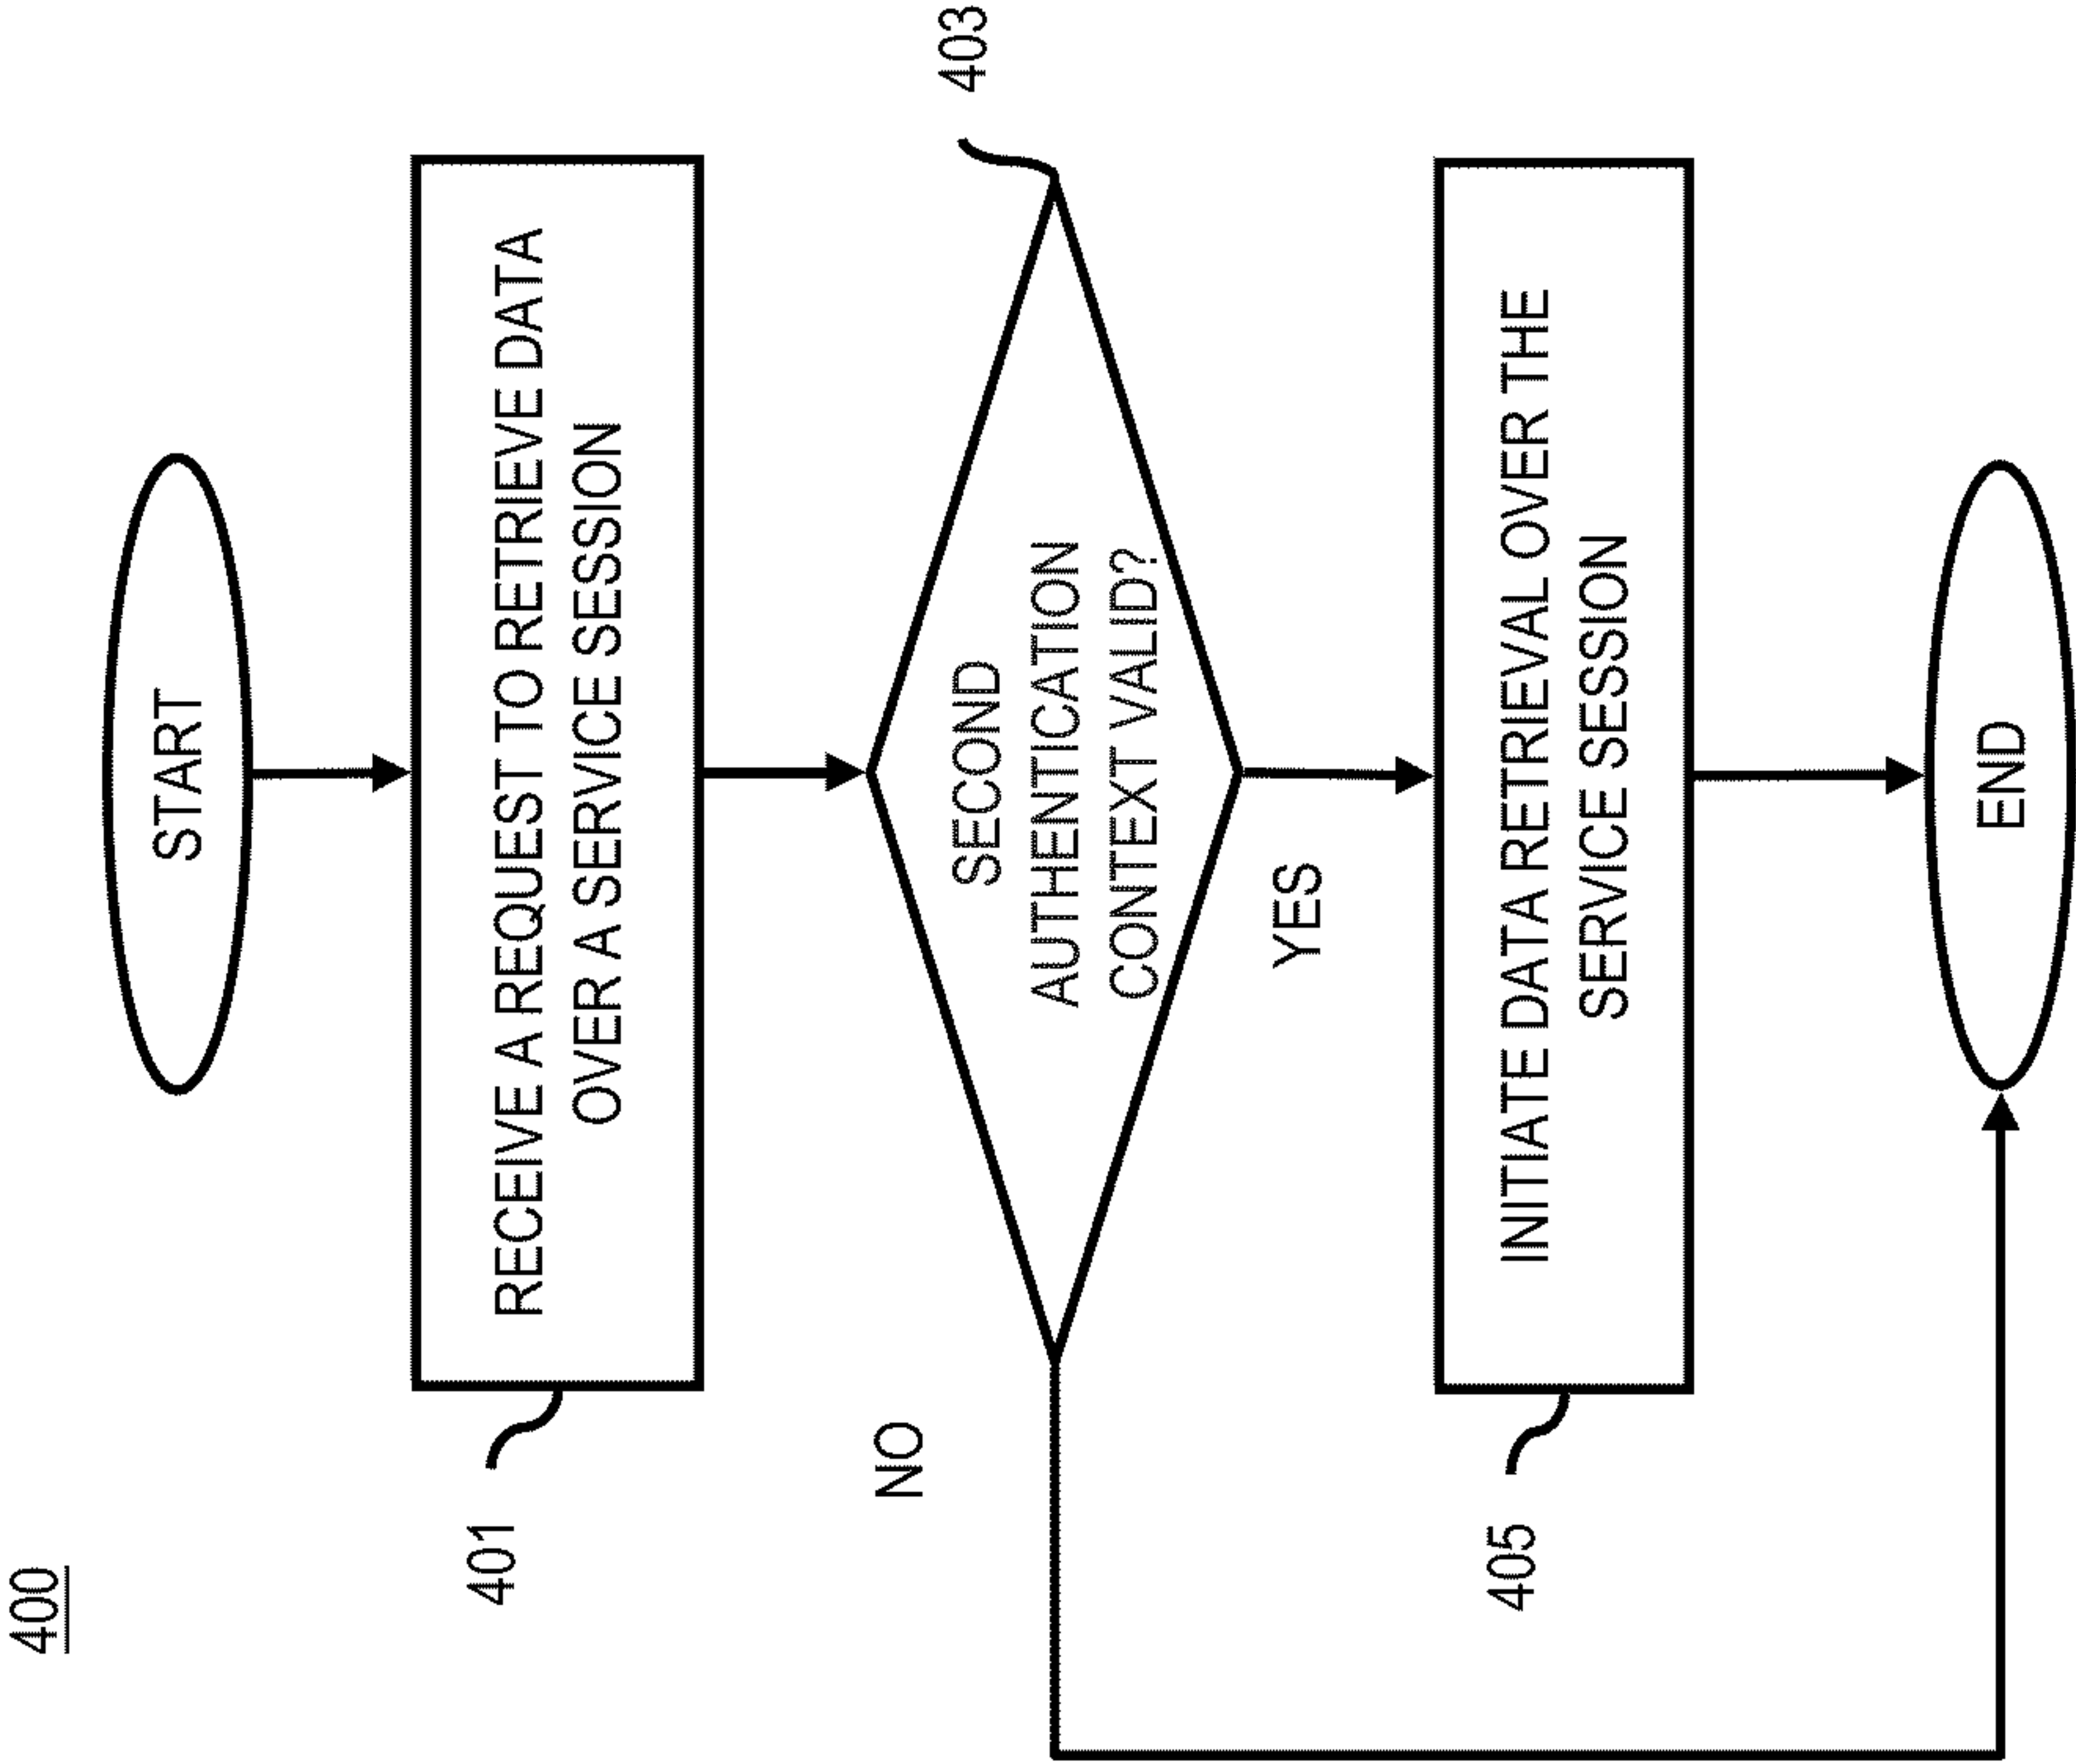 400
START
401
RECEIVE A REQUEST TO RETRIEVE DATA
OVER A SERVICE SESSION
403
SECOND
AUTHENTICATION
CONTEXT VALID?
NO
YES
405
INITIATE DATA RETRIEVAL OVER THE
SERVICE SESSION
END